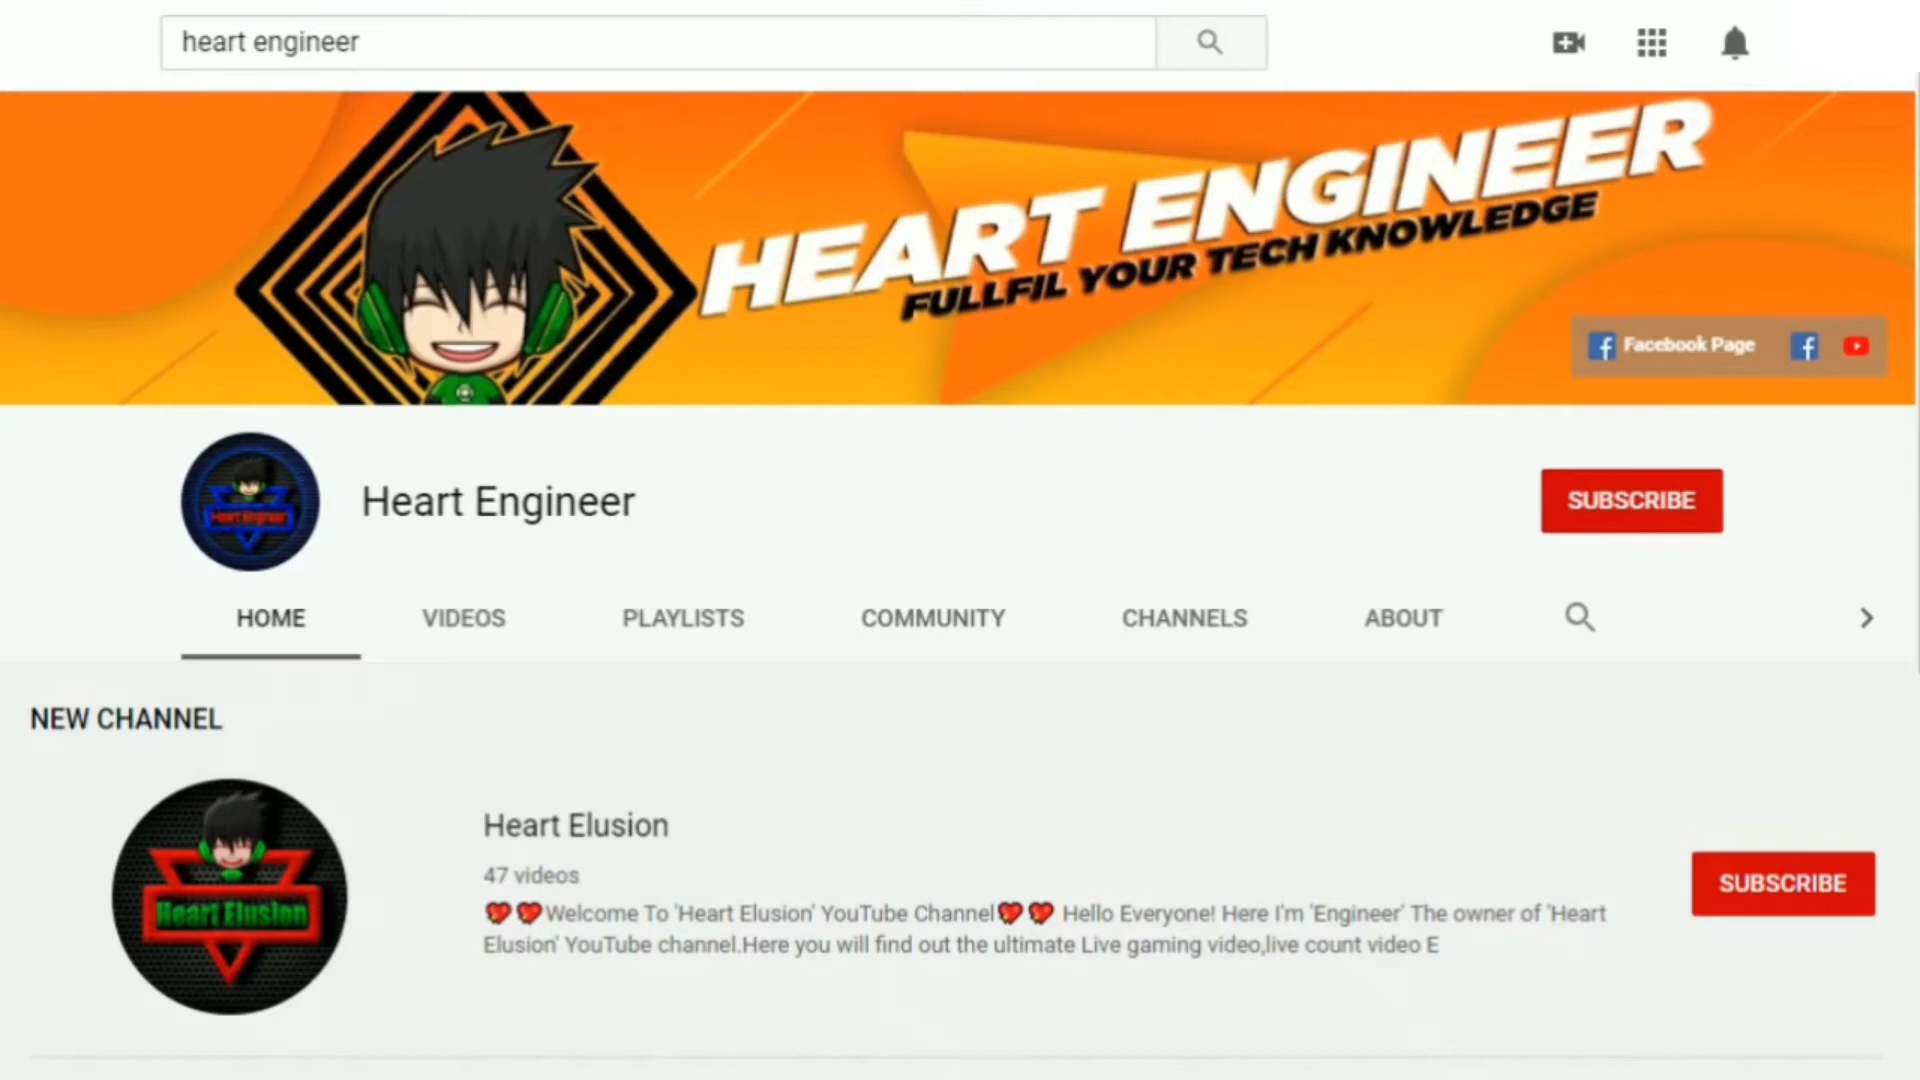 heart engineer
HEART ENGINEER
FULLFIL YOUR TECH KNOWLEDGE
Facebook Page
Heart Engineer
Heart Engineer
SUBSCRIBE
HOME VIDEOS PLAYLISTS COMMUNITY CHANNELS ABOUT
NEW CHANNEL
Heart Elusion
Heart Elusion
47 videos
💖💖Welcome To 'Heart Elusion' YouTube Channel💖💖 Hello Everyone! Here I'm 'Engineer' The owner of 'Heart
Elusion' YouTube channel.Here you will find out the ultimate Live gaming video,live count video E
SUBSCRIBE